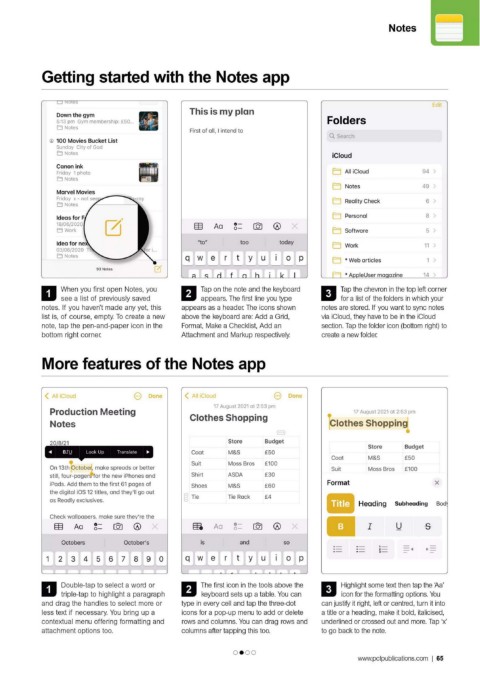 Notes
Getting started with the Notes app
Notes
Down the gym
Notes
100 Movies Bucket List
Sunday City of God
Notes
Canon ink
Friday 1 photo
Notes
Marvel Movies
Notes
Ideas for
Work
Idea for
Notes
93 Notes
This is my plan
First of all, I intend to
Aa
"to" too today
q w e r t y u i o p
a s d f g h j k l
Edit
Folders
Search
iCloud
All iCloud 94
Notes 49
Reality Check 6
Personal 8
Software 5
Work 11
* Web articles 1
* AppleUser magazine 14
1 When you first open Notes, you
see a list of previously saved
notes. If you haven't made any yet, this
list is, of course, empty. To create a new
note, tap the pen-and-paper icon in the
bottom right corner.
2 Tap on the note and the keyboard
appears. The first line you type
appears as a header. The icons shown
above the keyboard are: Add a Grid,
Format, Make a Checklist, Add an
Attachment and Markup respectively.
3 Tap the chevron in the top left corner
for a list of the folders in which your
notes are stored. If you want to sync notes
via iCloud, they have to be in the iCloud
section. Tap the folder icon (bottom right) to
create a new folder.
More features of the Notes app
All iCloud Done
Production Meeting
Notes
20/8/21
BIU Look Up Translate
On 13th October, make spreads or better
still, four-pagers for the new iPhones and
iPads. Add them to the first 61 pages of
the digital iOS 12 titles, and they'll go out
as Readly exclusives.
Check wallpapers, make sure they're the
Aa
Octobers October's
1 2 3 4 5 6 7 8 9 0
All iCloud Done
17 August 2021 at 2:53 pm
Clothes Shopping
Store Budget
Coat M&S £50
Suit Moss Bros £100
Shirt ASDA £30
Shoes M&S £60
Tie Tie Rack £4
Aa
is and so
q w e r t y u i o p
17 August 2021 at 2:53 pm
Clothes Shopping
Store Budget
Coat M&S £50
Suit Moss Bros £100
Format
Title Heading Subheading Body
B I U S
1 Double-tap to select a word or
triple-tap to highlight a paragraph
and drag the handles to select more or
less text if necessary. You bring up a
contextual menu offering formatting and
attachment options too.
2 The first icon in the tools above the
keyboard sets up a table. You can
type in every cell and tap the three-dot
icons for a pop-up menu to add or delete
rows and columns. You can drag rows and
columns after tapping this too.
3 Highlight some text then tap the 'Aa'
icon for the formatting options. You
can justify it right, left or centred, turn it into
a title or a heading, make it bold, italicised,
underlined or crossed out and more. Tap 'x'
to go back to the note.
www.pclpublications.com | 65